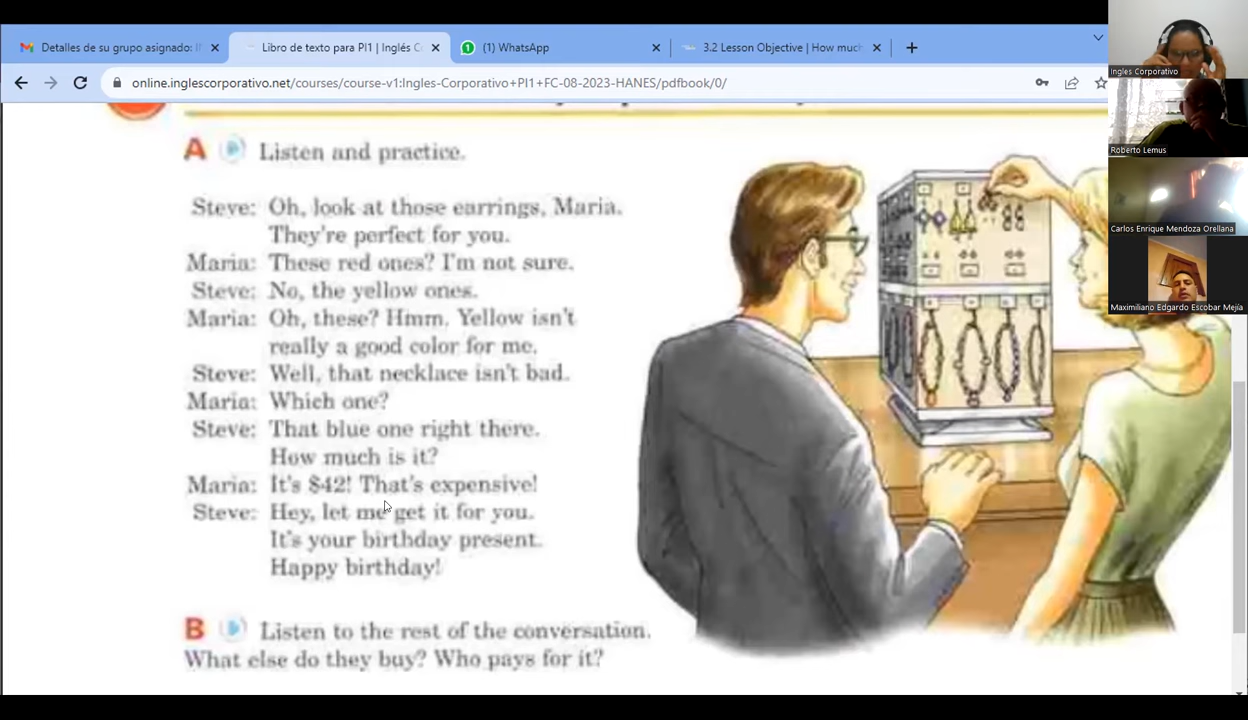 Detalles de su grupo asignado: I
Libro de texto para PI1 | Inglés C
(1) WhatsApp
3.2 Lesson Objective | How much
online.inglescorporativo.net/courses/course-v1:Ingles-Corporativo+PI1+FC-08-2023-HANES/pdfbook/0/
Ingles Corporativo
Roberto Lemus
Carlos Enrique Mendoza Orellana
Maximiliano Edgardo Escobar Mejía
A Listen and practice.
Steve: Oh, look at those earrings, Maria.
They're perfect for you.
Maria: These red ones? I'm not sure.
Steve: No, the yellow ones.
Maria: Oh, these? Hmm. Yellow isn't
really a good color for me.
Steve: Well, that necklace isn't bad.
Maria: Which one?
Steve: That blue one right there.
How much is it?
Maria: It's $42! That's expensive!
Steve: Hey, let me get it for you.
It's your birthday present.
Happy birthday!
B Listen to the rest of the conversation.
What else do they buy? Who pays for it?